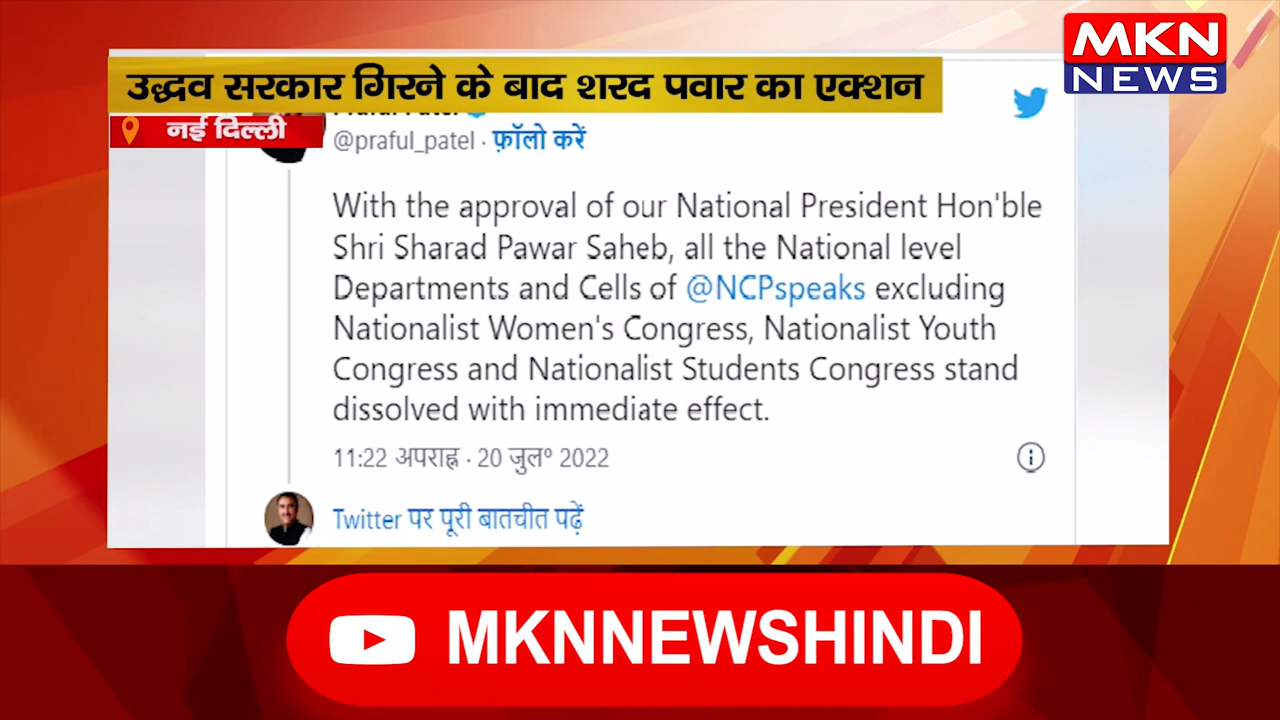 MKN
NEWS
उद्धव सरकार गिरने के बाद शरद पवार का एक्शन
नई दिल्ली
@praful_patel · फ़ॉलो करें
With the approval of our National President Hon'ble
Shri Sharad Pawar Saheb, all the National level
Departments and Cells of @NCPspeaks excluding
Nationalist Women's Congress, Nationalist Youth
Congress and Nationalist Students Congress stand
dissolved with immediate effect.
11:22 अपराह्न · 20 जुल॰ 2022
Twitter पर पूरी बातचीत पढ़ें
MKNNEWSHINDI